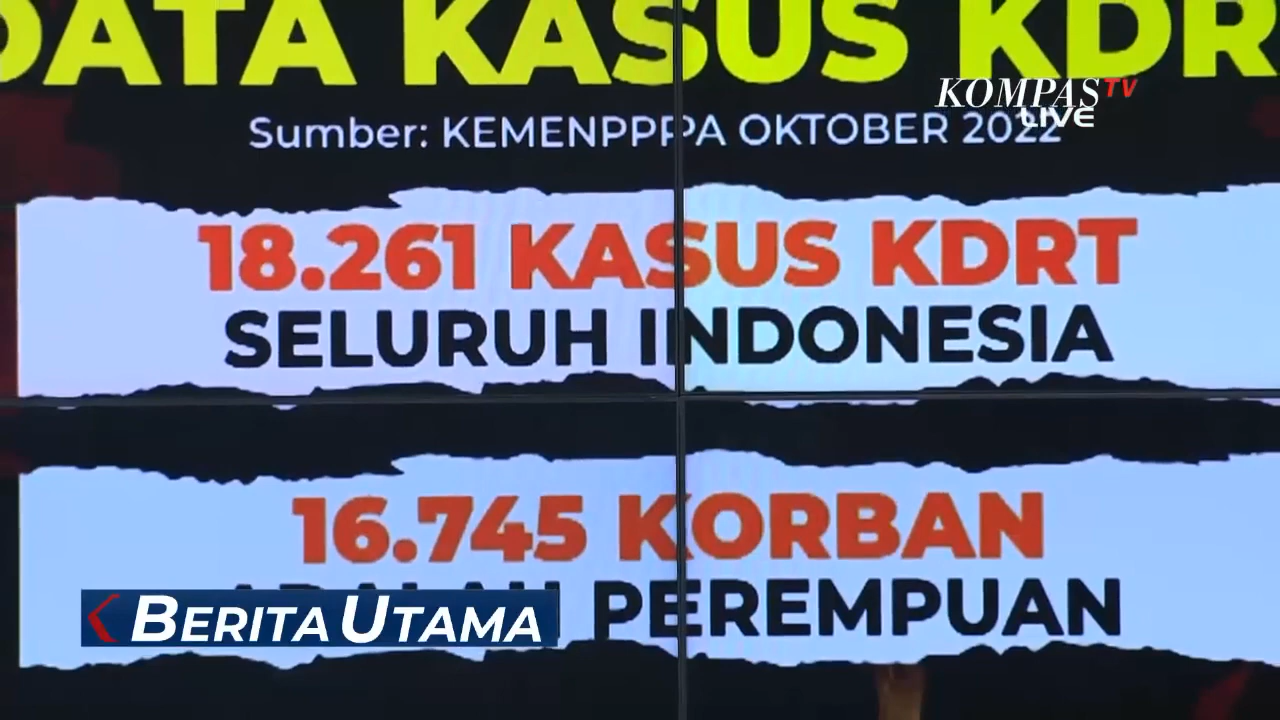 DATA KASUS KDR
KOMPAS TV
LIVE
Sumber: KEMENPPPA OKTOBER 2022
18.261 KASUS KDRT
SELURUH INDONESIA
16.745 KORBAN
ADALAH PEREMPUAN
BERITA UTAMA